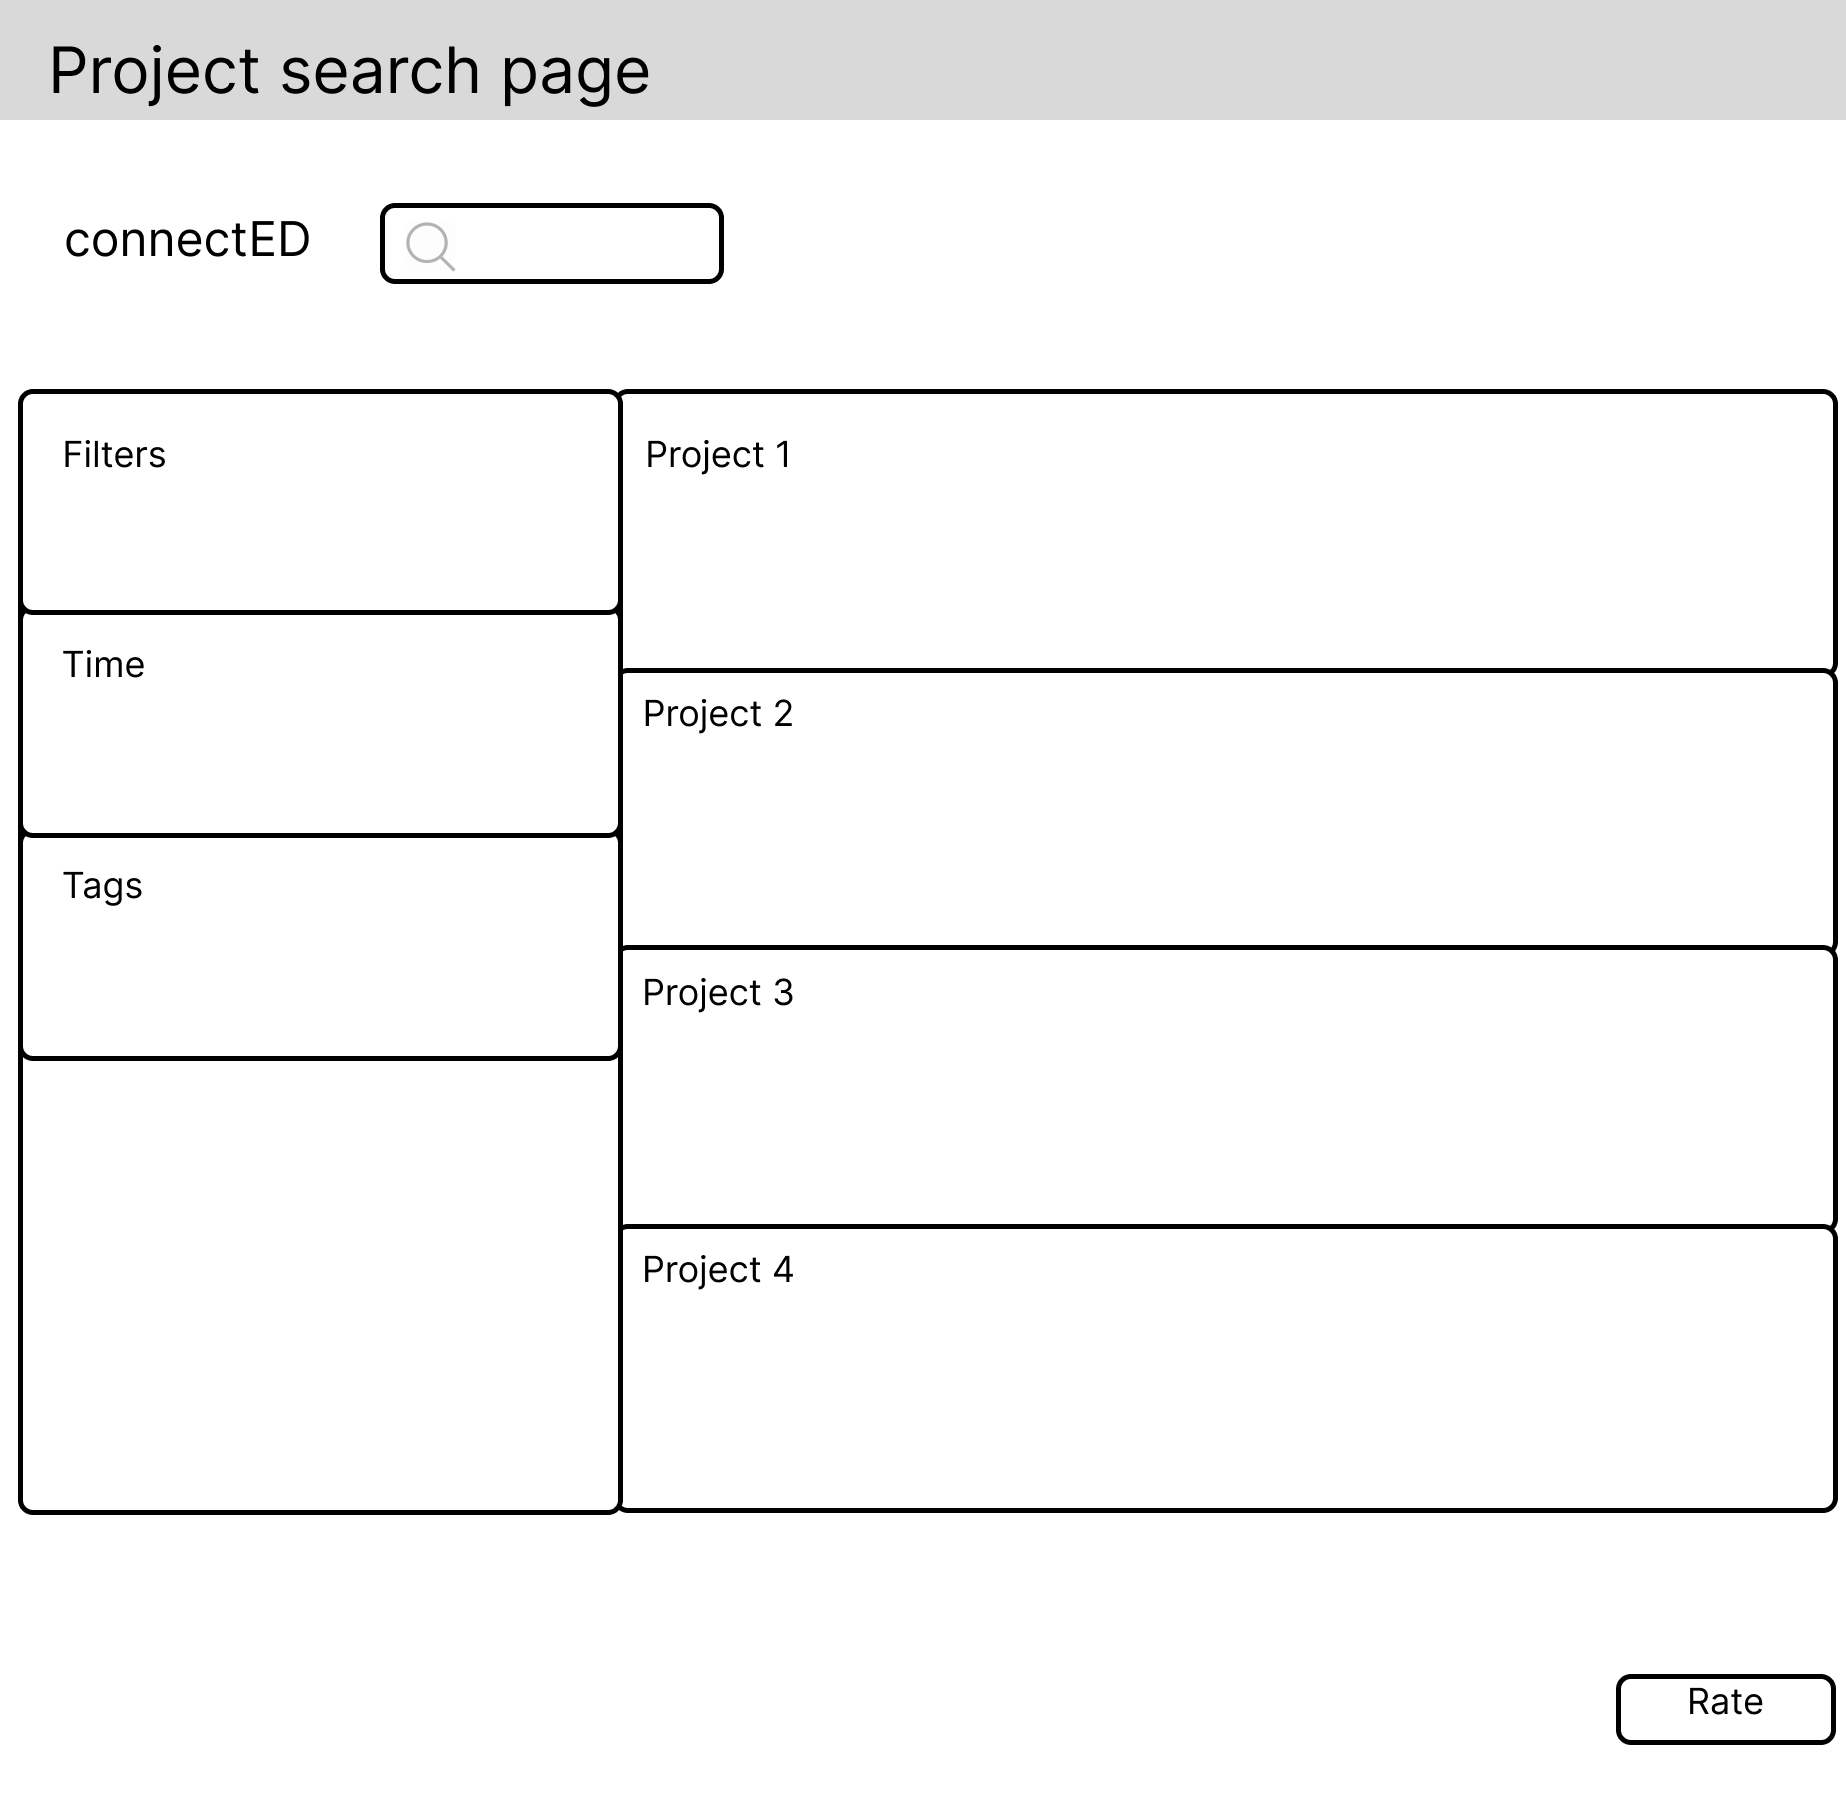 Project search page
connectED
Filters
Time
Tags
Project 1
Project 2
Project 3
Project 4
Rate